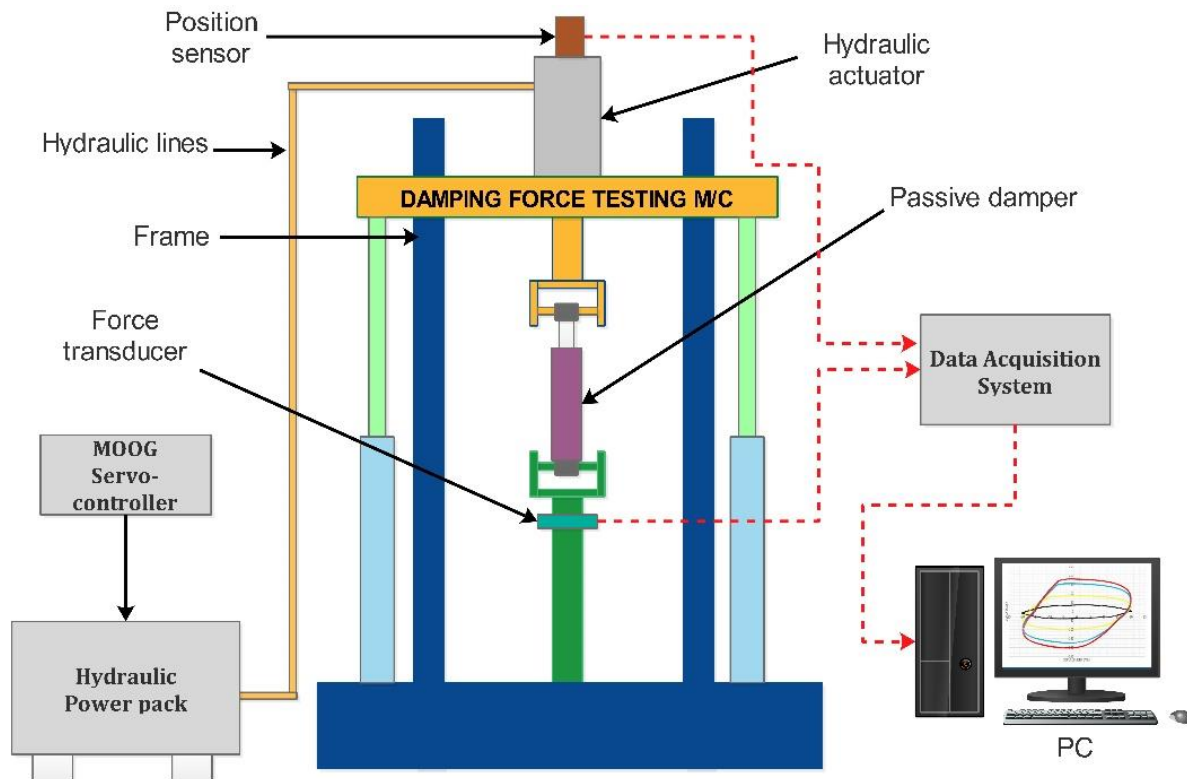 Position
sensor
Hydraulic
actuator
Hydraulic lines
DAMPING FORCE TESTING M/C
Passive damper
Frame
Force
transducer
Data Acquisition
System
MOOG
Servo-
controller
Hydraulic
Power pack
PC